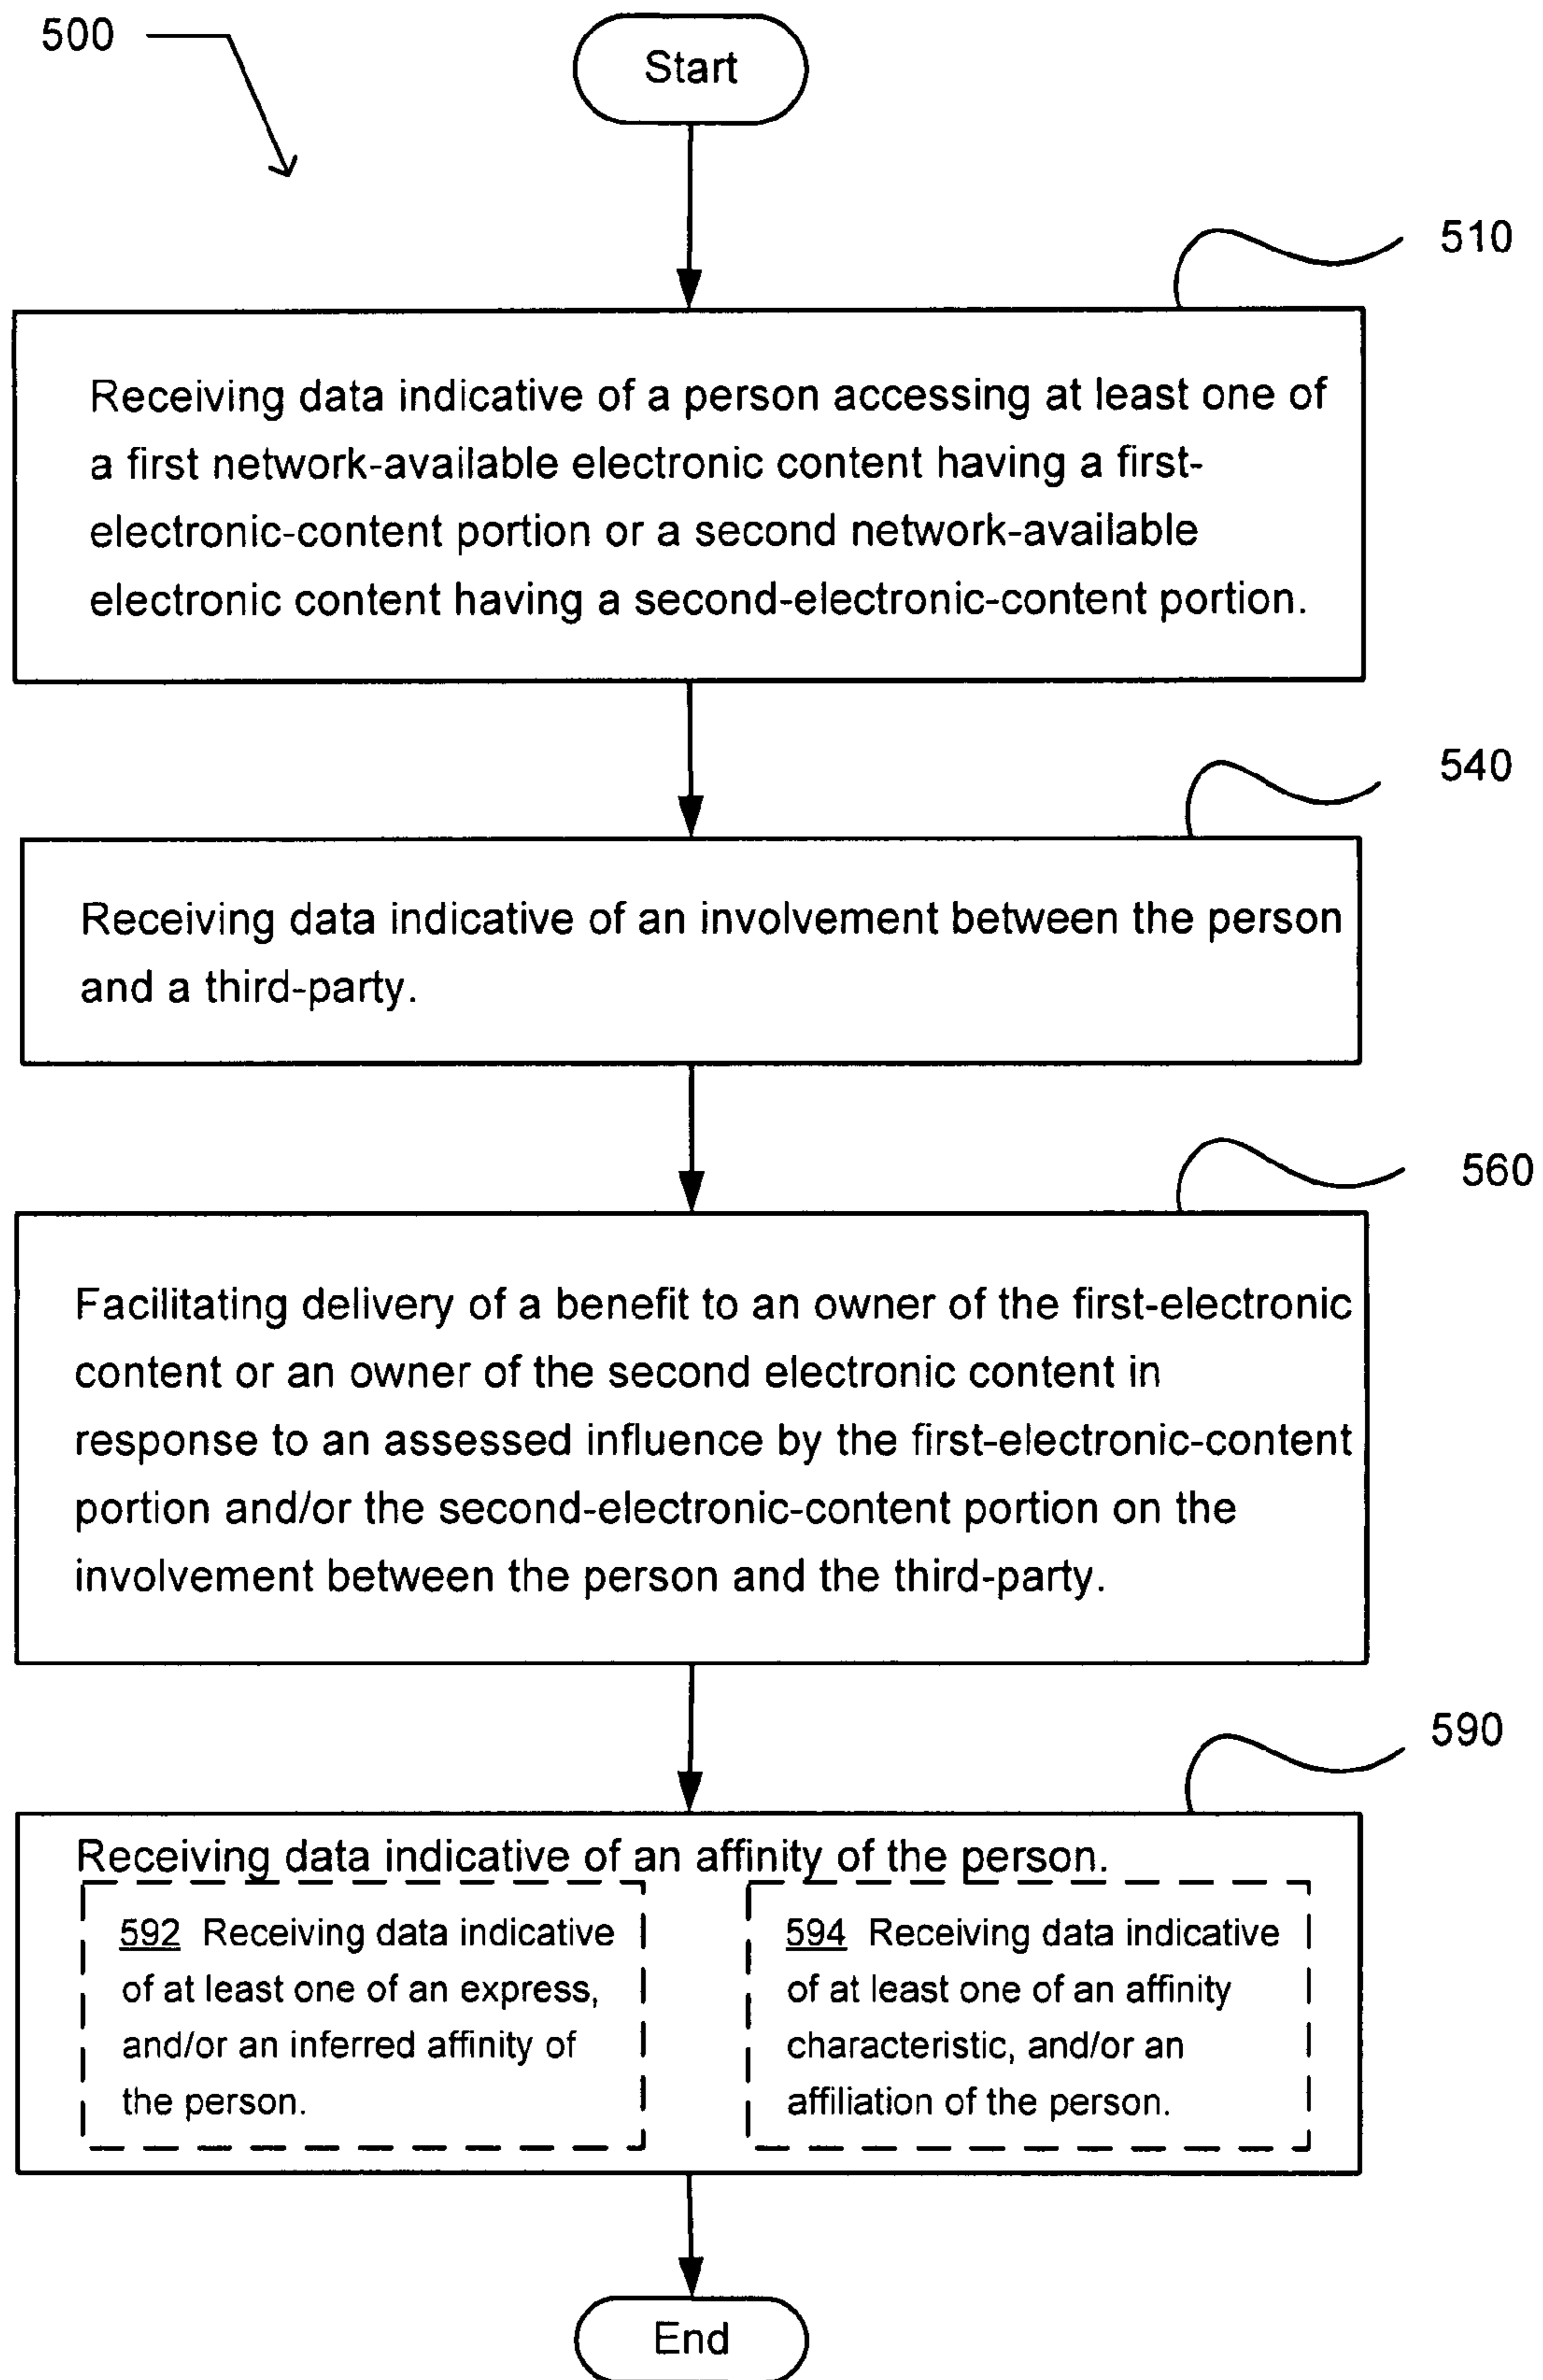 500
Start
510
Receiving data indicative of a person accessing at least one of
a first network-available electronic content having a first-
electronic-content portion or a second network-available
electronic content having a second-electronic-content portion.
540
Receiving data indicative of an involvement between the person
and a third-party.
560
Facilitating delivery of a benefit to an owner of the first-electronic
content or an owner of the second electronic content in
response to an assessed influence by the first-electronic-content
portion and/or the second-electronic-content portion on the
involvement between the person and the third-party.
590
Receiving data indicative of an affinity of the person.
592 Receiving data indicative
of at least one of an express,
and/or an inferred affinity of
the person.
594 Receiving data indicative
of at least one of an affinity
characteristic, and/or an
affiliation of the person.
End